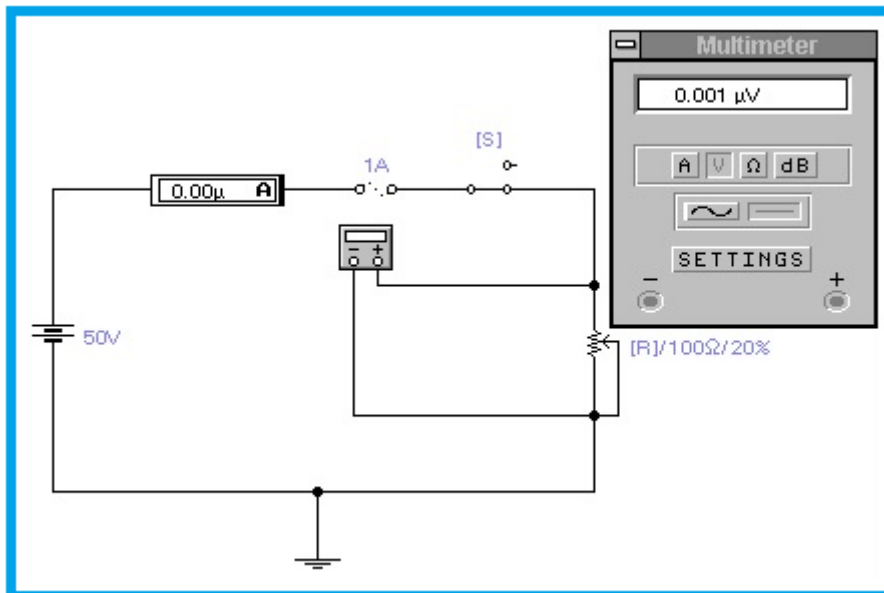 Multimeter
0.001 µV
A V Ω dB
SETTINGS
− +
[S]
1A
0.00µ A
− +
50V
[R]/100Ω/20%